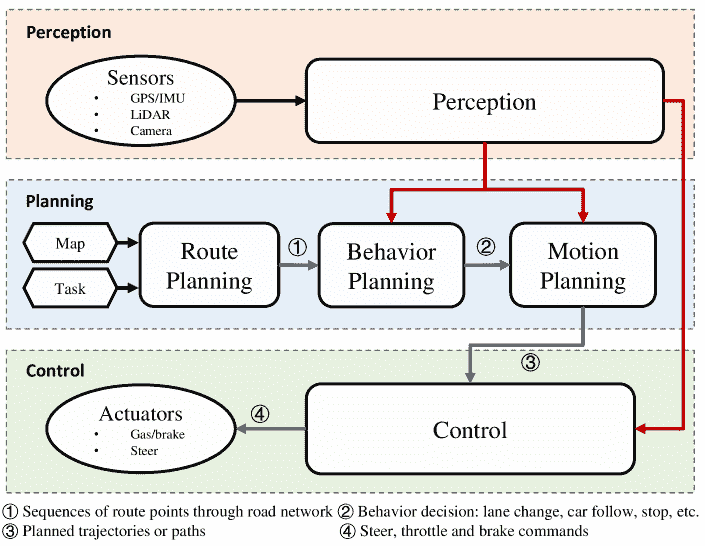 Perception
Sensors
• GPS/IMU
• LiDAR
• Camera
Perception
Planning
Map
Task
Route
Planning
①
Behavior
Planning
②
Motion
Planning
③
Control
Actuators
• Gas/brake
• Steer
④
Control
① Sequences of route points through road network ② Behavior decision: lane change, car follow, stop, etc.
③ Planned trajectories or paths ④ Steer, throttle and brake commands